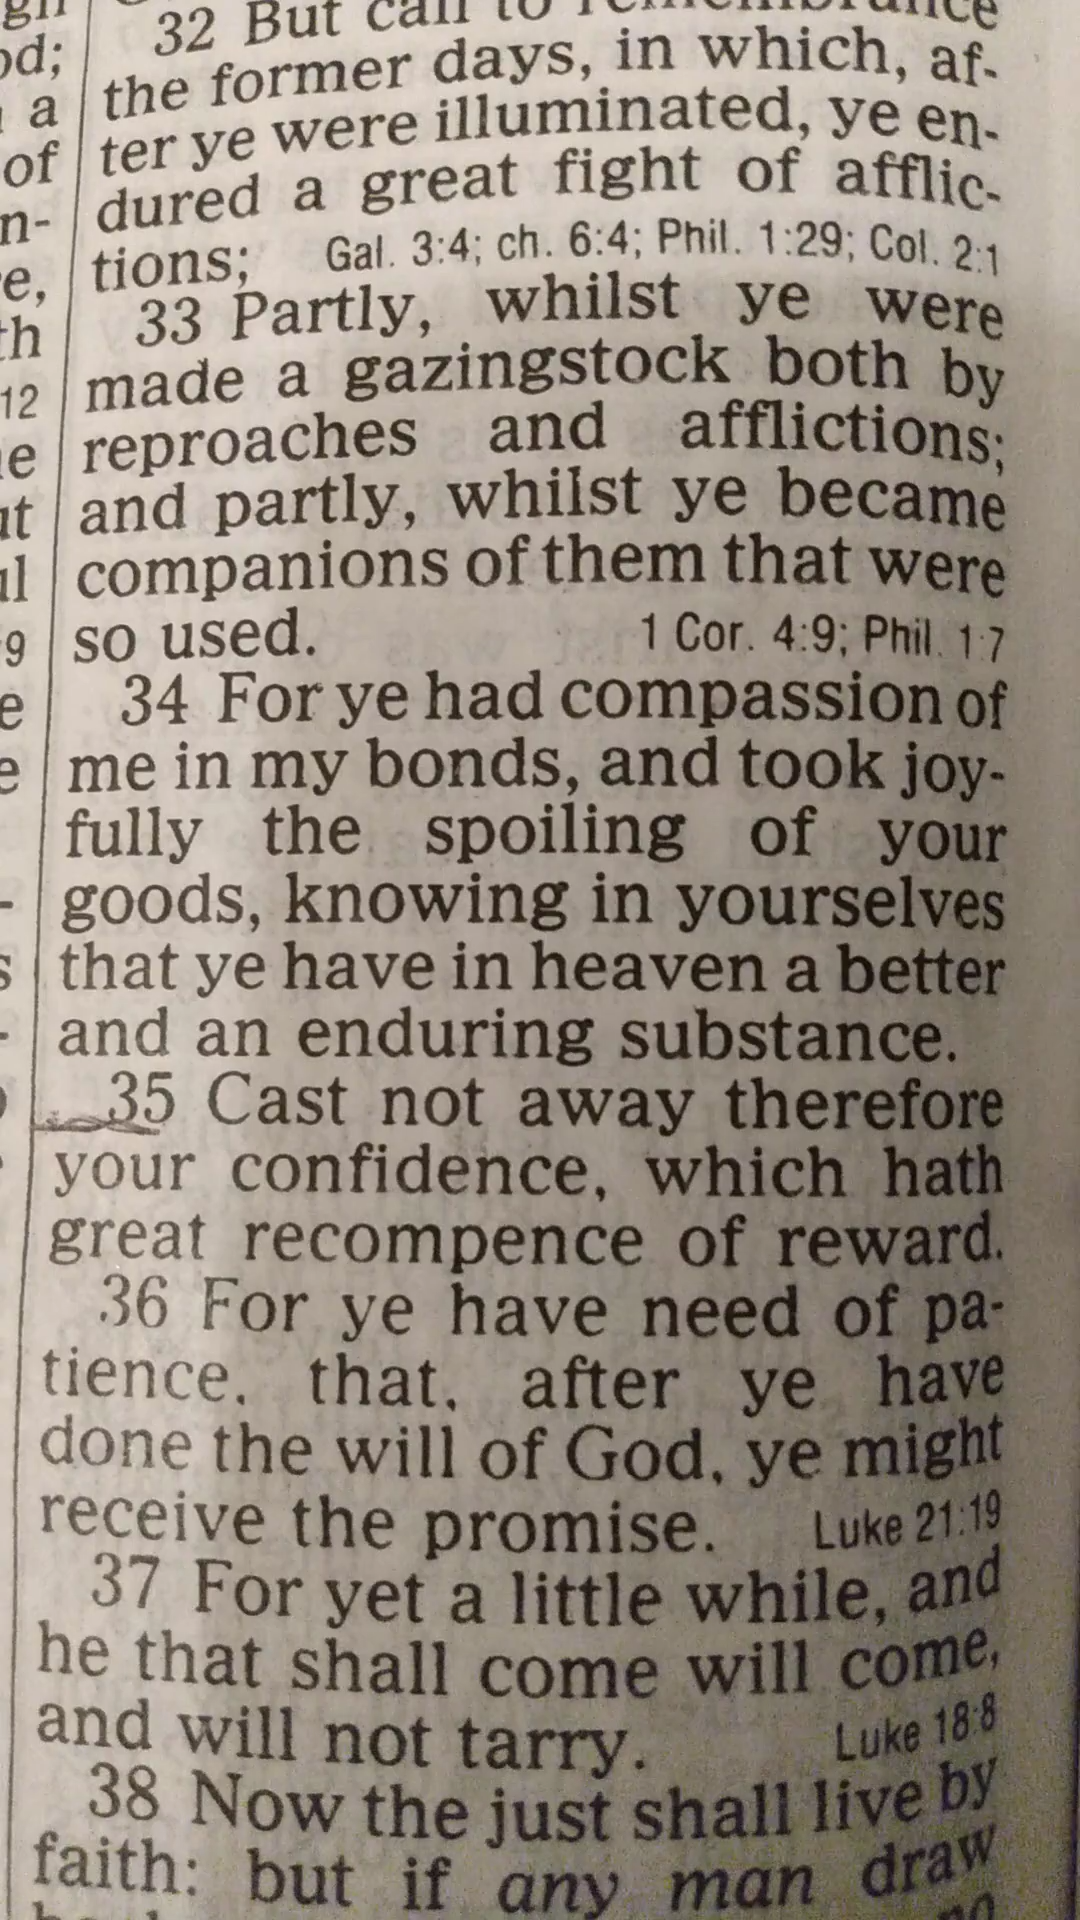 32 But call to remembrance
the former days, in which, af-
ter ye were illuminated, ye en-
dured a great fight of afflic-
tions; Gal. 3:4; ch. 6:4; Phil. 1:29; Col. 2:1
33 Partly, whilst ye were
made a gazingstock both by
reproaches and afflictions;
and partly, whilst ye became
companions of them that were
so used. 1 Cor. 4:9; Phil. 1:7
34 For ye had compassion of
me in my bonds, and took joy-
fully the spoiling of your
goods, knowing in yourselves
that ye have in heaven a better
and an enduring substance.
35 Cast not away therefore
your confidence, which hath
great recompence of reward.
36 For ye have need of pa-
tience, that, after ye have
done the will of God, ye might
receive the promise. Luke 21:19
37 For yet a little while, and
he that shall come will come,
and will not tarry. Luke 18:8
38 Now the just shall live by
faith: but if any man draw